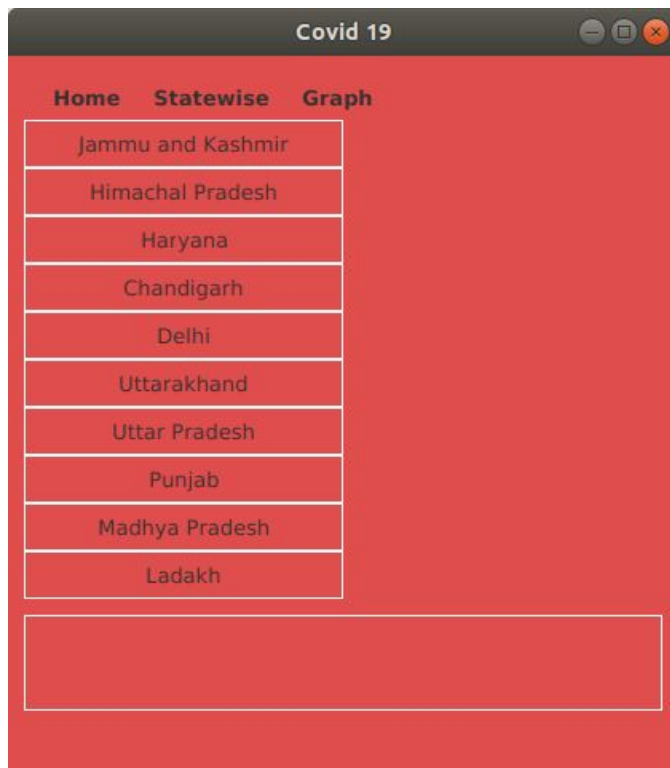 Covid 19
Home Statewise Graph
Jammu and Kashmir
Himachal Pradesh
Haryana
Chandigarh
Delhi
Uttarakhand
Uttar Pradesh
Punjab
Madhya Pradesh
Ladakh